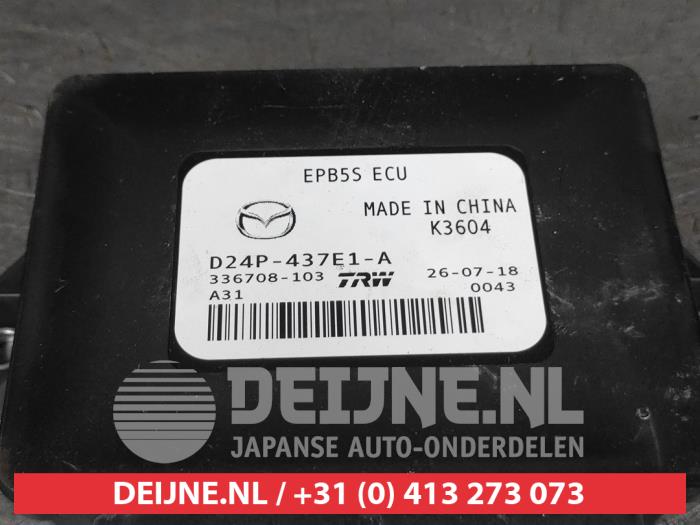 EPB5S ECU
MADE IN CHINA
K3604
D24P-437E1-A
336708-103 TRW 26-07-18
A31 0043
DEIJNE.NL
JAPANSE AUTO-ONDERDELEN
DEIJNE.NL / +31 (0) 413 273 073